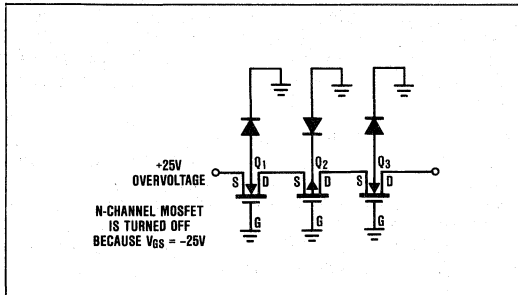 Q1 Q2 Q3
+25V
OVERVOLTAGE
S D S D S D
N-CHANNEL MOSFET
IS TURNED OFF
BECAUSE VGS = -25V
G G G